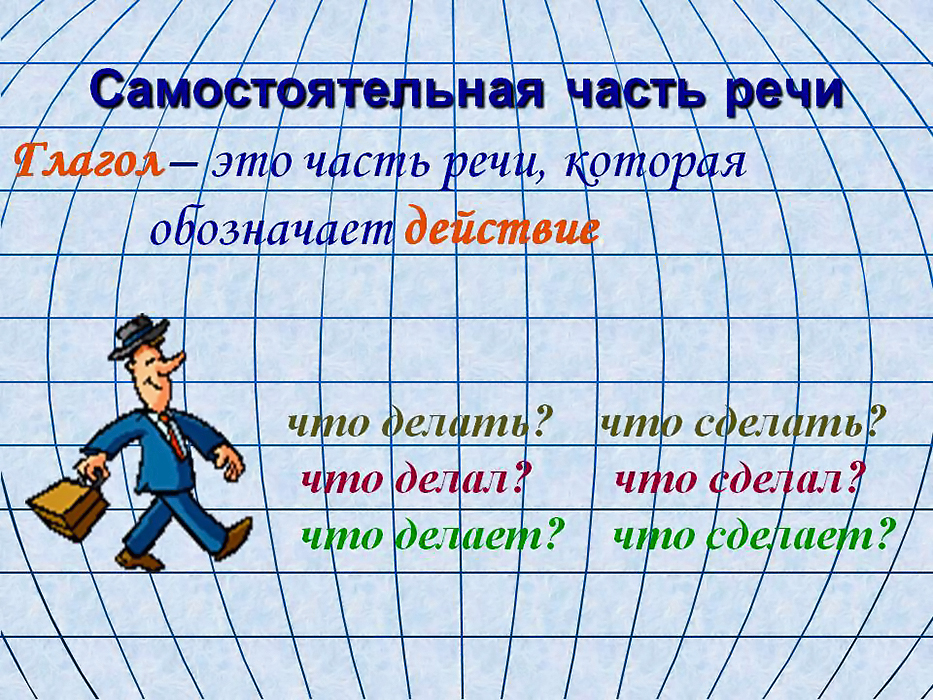 Самостоятельная часть речи
Глагол – это часть речи, которая
обозначает действие
что делать? что сделать?
что делал? что сделал?
что делает? что сделает?